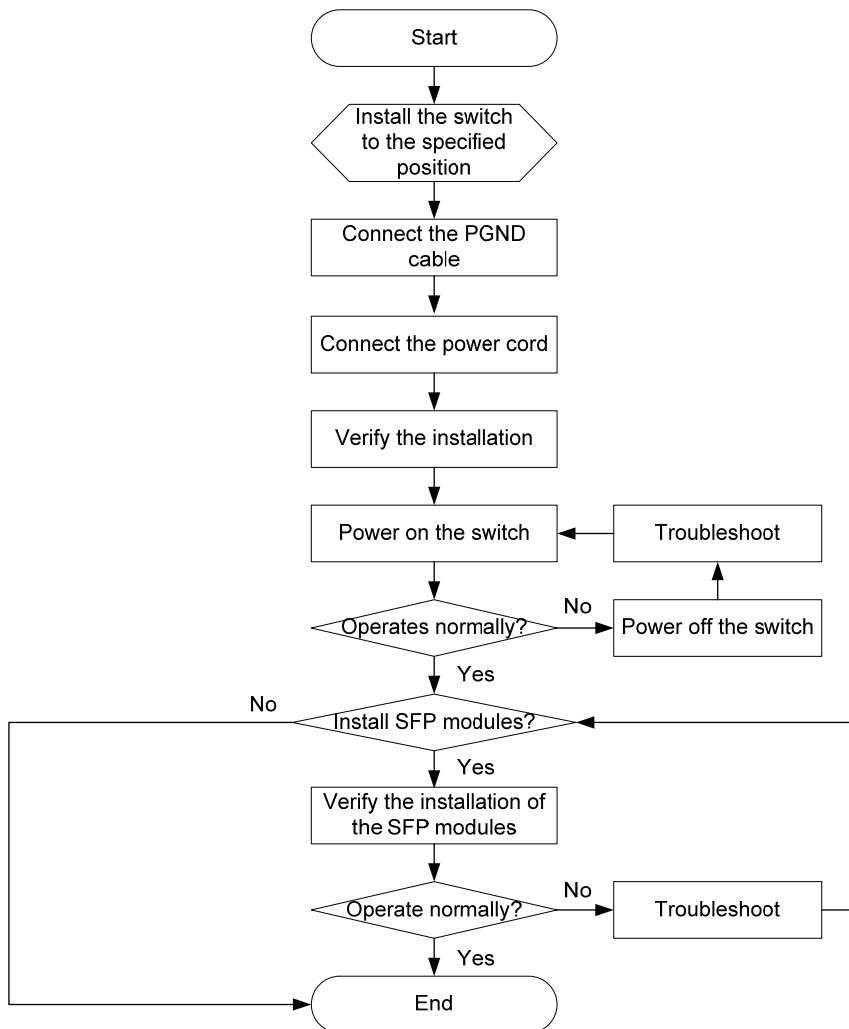 Start
Install the switch
to the specified
position
Connect the PGND
cable
Connect the power cord
Verify the installation
Power on the switch
Troubleshoot
Operates normally?
No
Power off the switch
Yes
No
Install SFP modules?
Yes
Verify the installation of
the SFP modules
Operate normally?
No
Troubleshoot
Yes
End